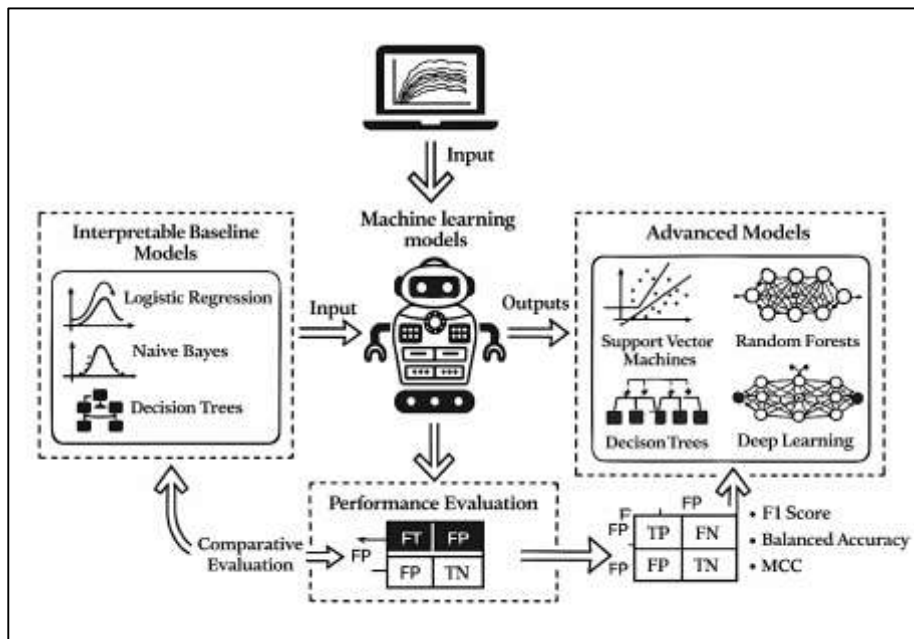 Input
Machine learning
models
Interpretable Baseline
Models
Logistic Regression
Naive Bayes
Decision Trees
Input
Outputs
Advanced Models
Support Vector
Machines
Random Forests
Decison Trees
Deep Learning
Performance Evaluation
FT FP
FP
FP TN
Comparative
Evaluation
FP
F
FP
TP FN
FP
FP TN
• F1 Score
• Balanced Accuracy
• MCC